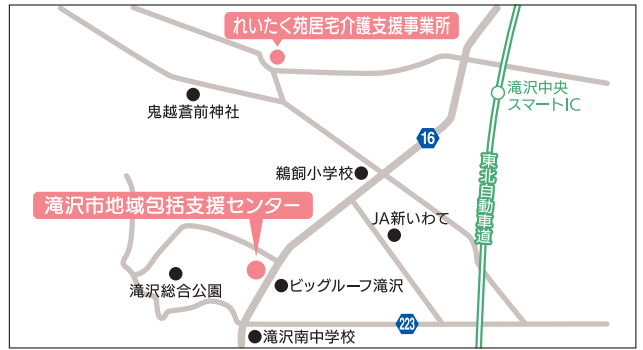 れいたく苑居宅介護支援事業所
滝沢中央
スマートIC
鬼越蒼前神社
16
鵜飼小学校
東北自動車道
滝沢市地域包括支援センター
JA新いわて
滝沢総合公園
ビッグルーフ滝沢
223
滝沢南中学校